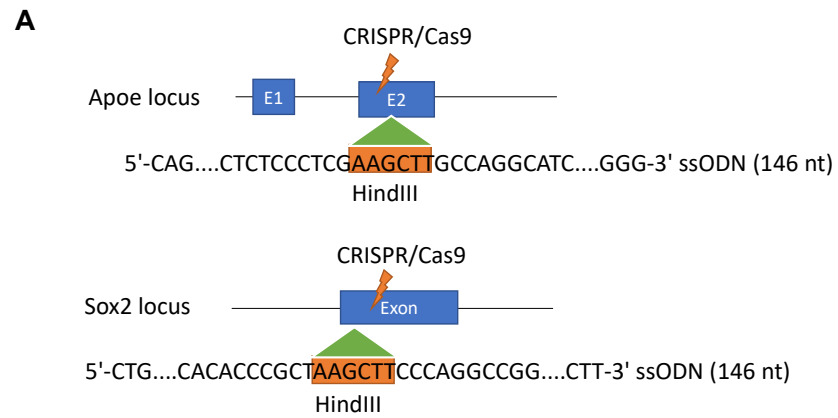 A
CRISPR/Cas9
Apoe locus
E1
E2
5'-CAG....CTCTCCCTCGAAGCTTGCCAGGCATC....GGG-3' ssODN (146 nt)
HindIII
CRISPR/Cas9
Sox2 locus
Exon
5'-CTG....CACACCCGCTAAGCTTCCCAGGCCGG....CTT-3' ssODN (146 nt)
HindIII